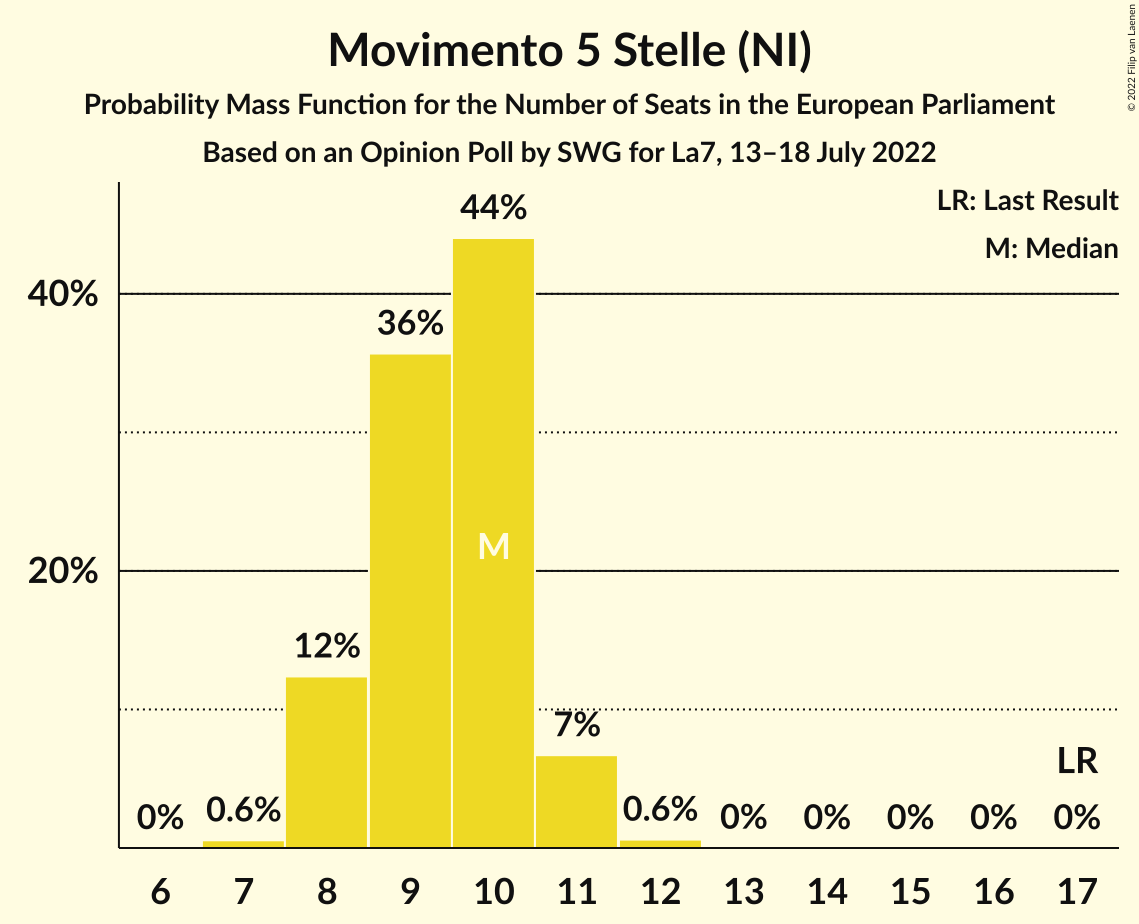 Movimento 5 Stelle (NI)
Probability Mass Function for the Number of Seats in the European Parliament
Based on an Opinion Poll by SWG for La7, 13–18 July 2022
© 2022 Filip van Laenen
LR: Last Result
M: Median
40%
20%
0%
0.6%
12%
36%
44%
M
7%
0.6%
0%
0%
0%
0%
LR
0%
6 7 8 9 10 11 12 13 14 15 16 17